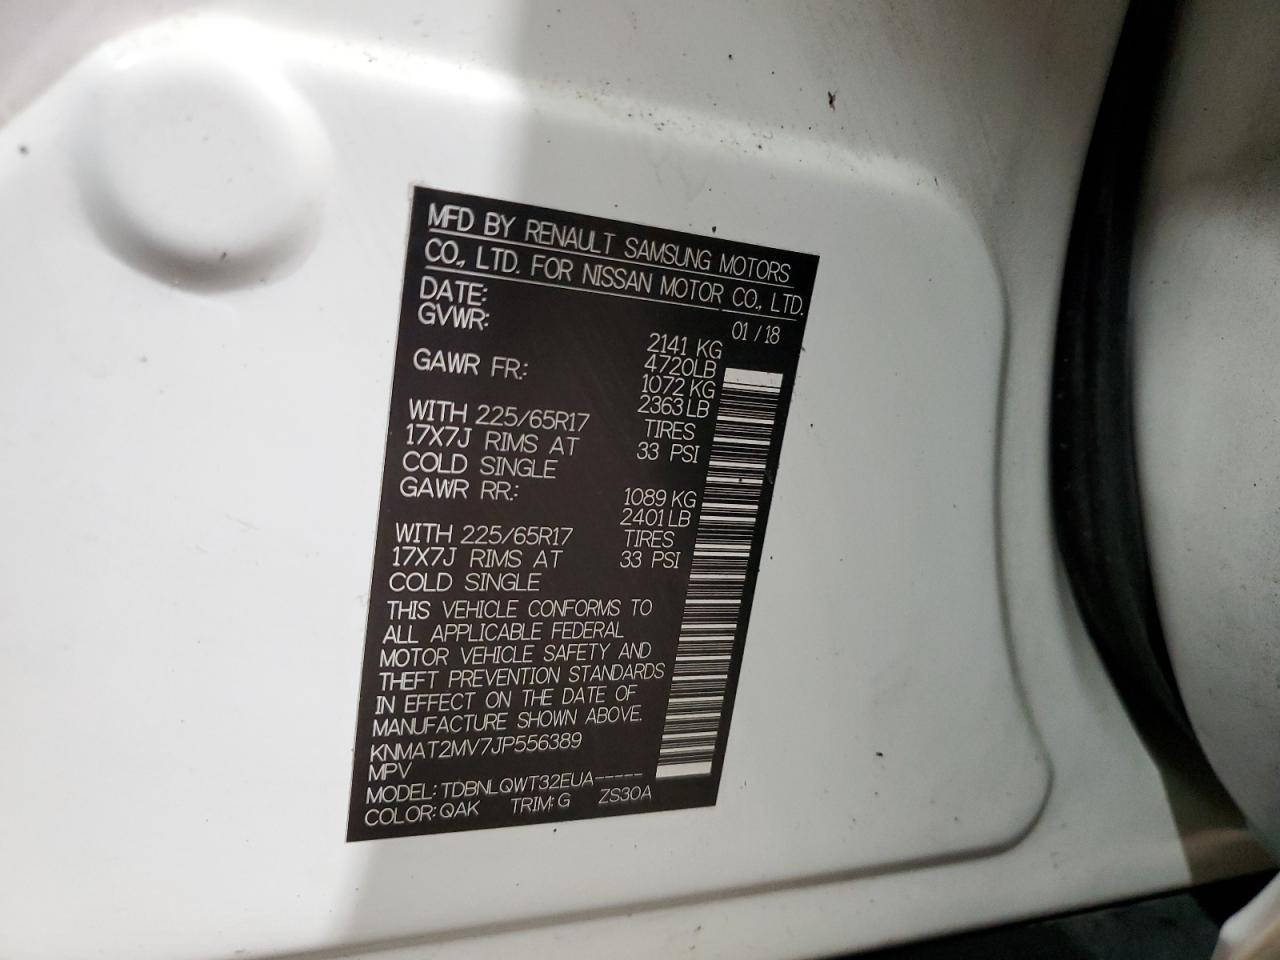 MFD BY RENAULT SAMSUNG MOTORS
CO., LTD. FOR NISSAN MOTOR CO., LTD.
DATE: 01 / 18
GVWR: 2141 KG
4720LB
GAWR FR: 1072 KG
2363 LB
WITH 225/65R17 TIRES
17X7J RIMS AT 33 PSI
COLD SINGLE
GAWR RR: 1089 KG
2401 LB
WITH 225/65R17 TIRES
17X7J RIMS AT 33 PSI
COLD SINGLE
THIS VEHICLE CONFORMS TO
ALL APPLICABLE FEDERAL
MOTOR VEHICLE SAFETY AND
THEFT PREVENTION STANDARDS
IN EFFECT ON THE DATE OF
MANUFACTURE SHOWN ABOVE.
KNMAT2MV7JP556389
MPV
MODEL: TDBNLQWT32EUA-----
COLOR: QAK TRIM: G ZS30A